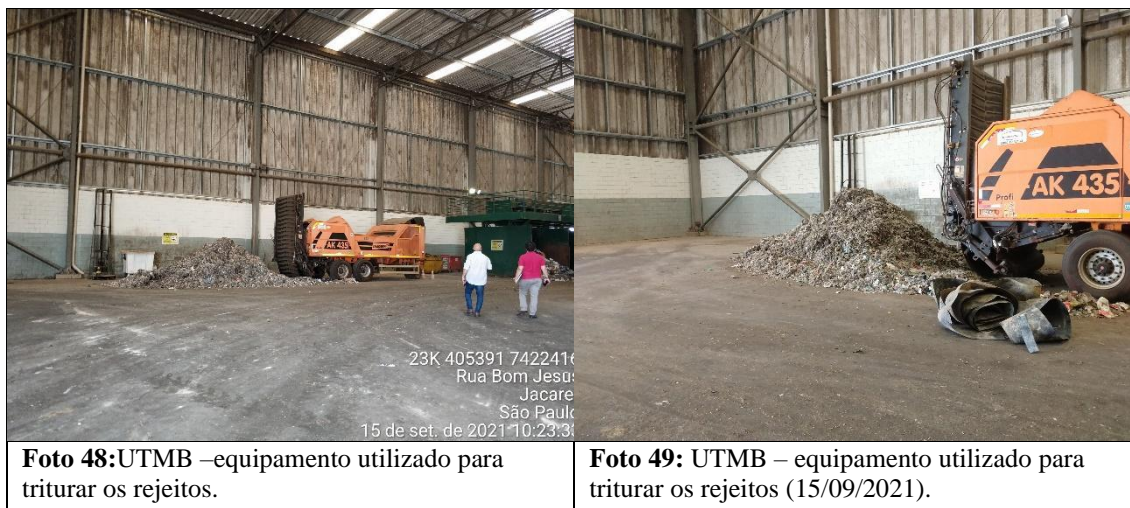 AK 435
23K 405391 7422416
Rua Bom Jesus
Jacare
São Paulo
15 de set. de 2021 10:23:33
AK 435
Profi
Foto 48:UTMB –equipamento utilizado para
triturar os rejeitos.
Foto 49: UTMB – equipamento utilizado para
triturar os rejeitos (15/09/2021).